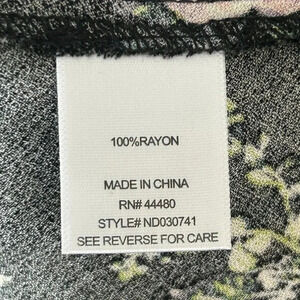 100%RAYON
MADE IN CHINA
RN# 44480
STYLE# ND030741
SEE REVERSE FOR CARE